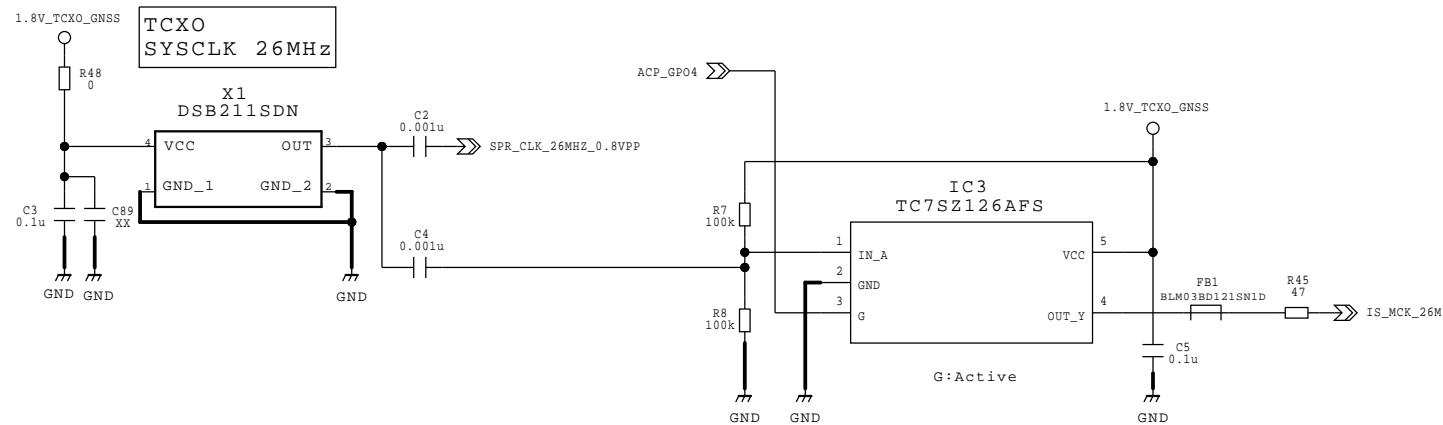 1.8V_TCXO_GNSS
TCXO
SYSCLK 26MHz
R48
0
X1
DSB211SDN
4 VCC
OUT 3
1 GND_1
GND_2 2
C3
0.1u
C89
XX
GND
GND
GND
C2
0.001u
SPR_CLK_26MHZ_0.8VPP
C4
0.001u
ACP_GPO4
1.8V_TCXO_GNSS
R7
100k
R8
100k
IC3
TC7SZ126AFS
1
IN_A
2
GND
3
G
5
VCC
4
OUT_Y
G:Active
FB1
BLM03BD121SN1D
R45
47
IS_MCK_26M
C5
0.1u
GND
GND
GND